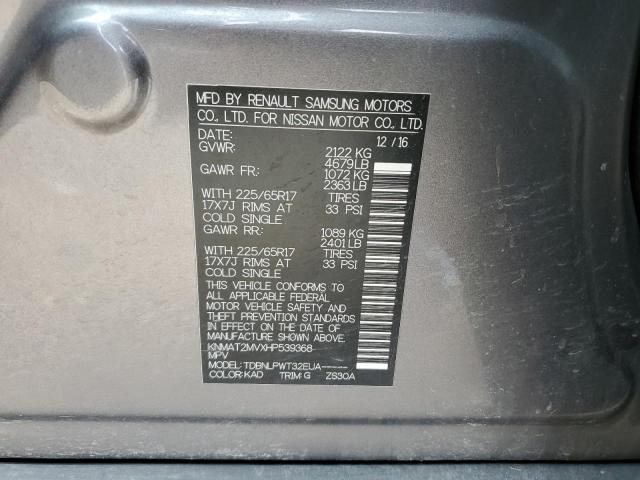 MFD BY RENAULT SAMSUNG MOTORS
CO., LTD. FOR NISSAN MOTOR CO., LTD.
DATE: 12 / 16
GVWR: 2122 KG
4679 LB
GAWR FR: 1072 KG
2363 LB
WITH 225/65R17 TIRES
17X7J RIMS AT 33 PSI
COLD SINGLE
GAWR RR: 1089 KG
2401 LB
WITH 225/65R17 TIRES
17X7J RIMS AT 33 PSI
COLD SINGLE
THIS VEHICLE CONFORMS TO
ALL APPLICABLE FEDERAL
MOTOR VEHICLE SAFETY AND
THEFT PREVENTION STANDARDS
IN EFFECT ON THE DATE OF
MANUFACTURE SHOWN ABOVE.
KNMAT2MVXHP539368
MPV
TYPE: TDBNLPWT32EUA-----
COLOR: KAD TRIM: G ZS30A